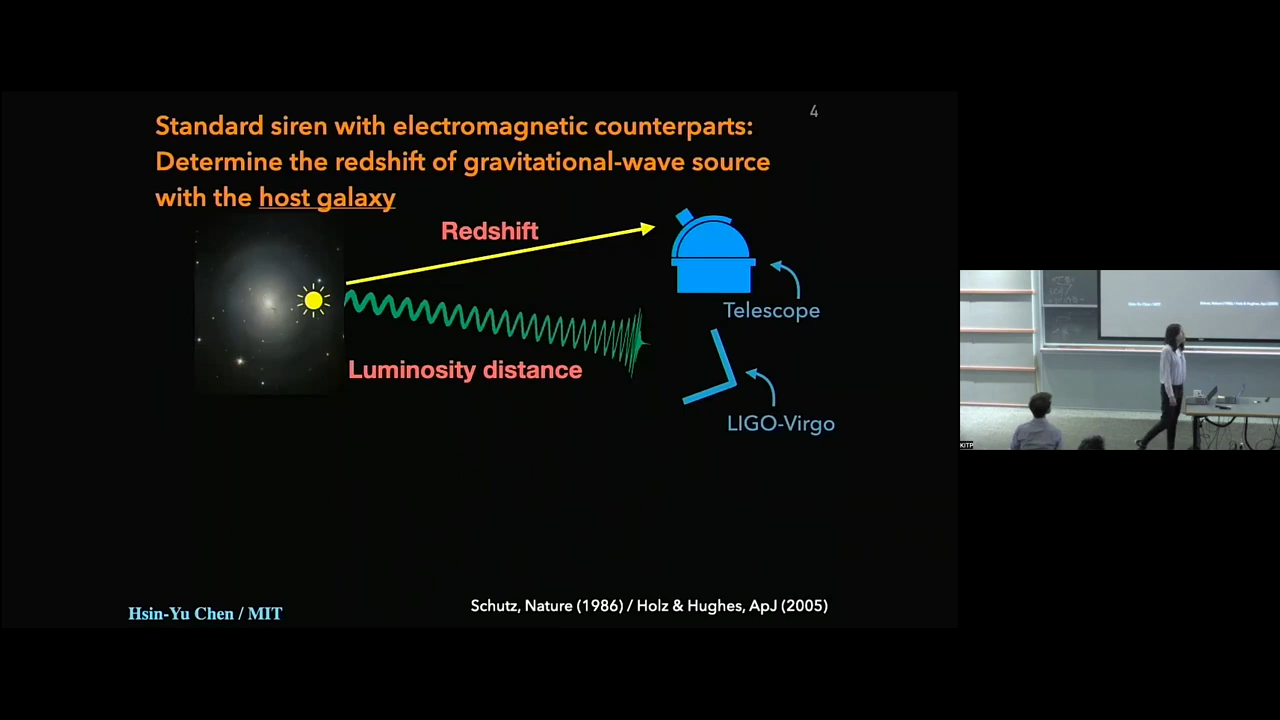 4
Standard siren with electromagnetic counterparts:
Determine the redshift of gravitational-wave source
with the host galaxy
Redshift
Telescope
Luminosity distance
LIGO-Virgo
Schutz, Nature (1986) / Holz & Hughes, ApJ (2005)
Hsin-Yu Chen / MIT
KITP